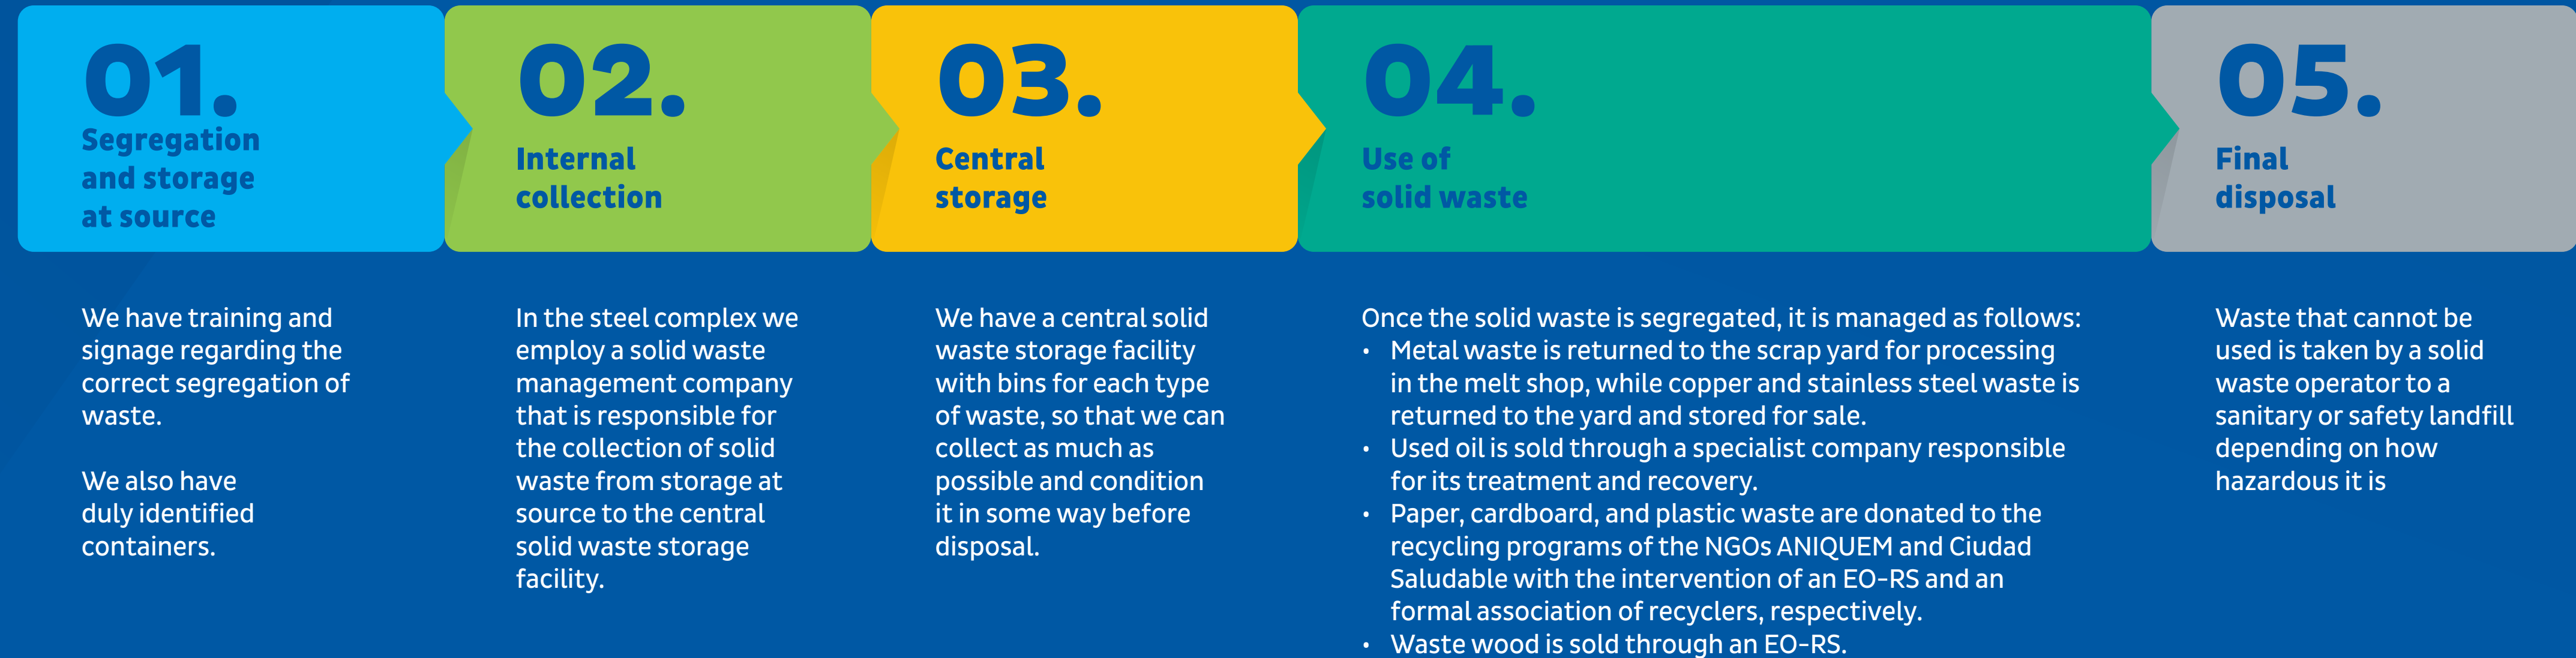 01.
Segregation
and storage
at source
We have training and
signage regarding the
correct segregation of
waste.
We also have
duly identified
containers.
02.
Internal
collection
In the steel complex we
employ a solid waste
management company
that is responsible for
the collection of solid
waste from storage at
source to the central
solid waste storage
facility.
03.
Central
storage
We have a central solid
waste storage facility
with bins for each type
of waste, so that we can
collect as much as
possible and condition
it in some way before
disposal.
04.
Use of
solid waste
Once the solid waste is segregated, it is managed as follows:
• Metal waste is returned to the scrap yard for processing
in the melt shop, while copper and stainless steel waste is
returned to the yard and stored for sale.
• Used oil is sold through a specialist company responsible
for its treatment and recovery.
• Paper, cardboard, and plastic waste are donated to the
recycling programs of the NGOs ANIQUEM and Ciudad
Saludable with the intervention of an EO-RS and an
formal association of recyclers, respectively.
• Waste wood is sold through an EO-RS.
05.
Final
disposal
Waste that cannot be
used is taken by a solid
waste operator to a
sanitary or safety landfill
depending on how
hazardous it is